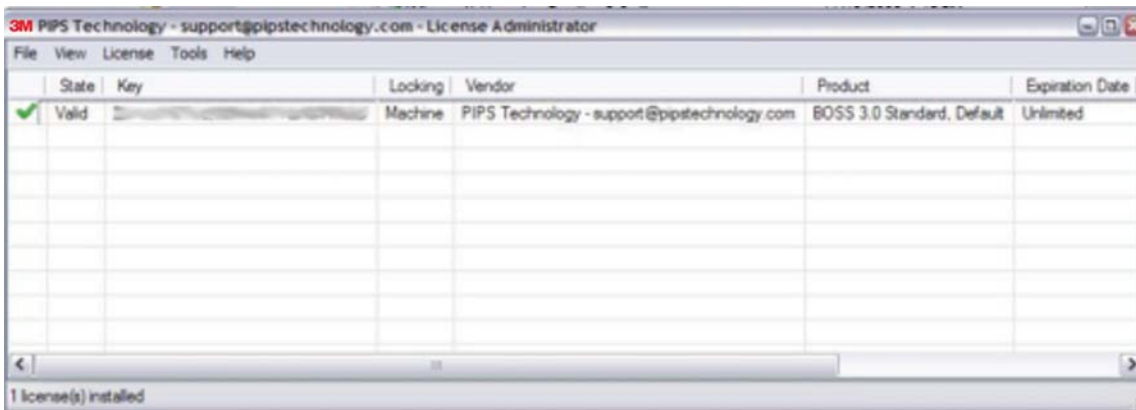 3M PIPS Technology - support@pipstechnology.com - License Administrator
File View License Tools Help
State Key Locking Vendor Product Expiration Date
Valid Machine PIPS Technology - support@pipstechnology.com BOSS 3.0 Standard, Default Unlimited
1 license(s) installed